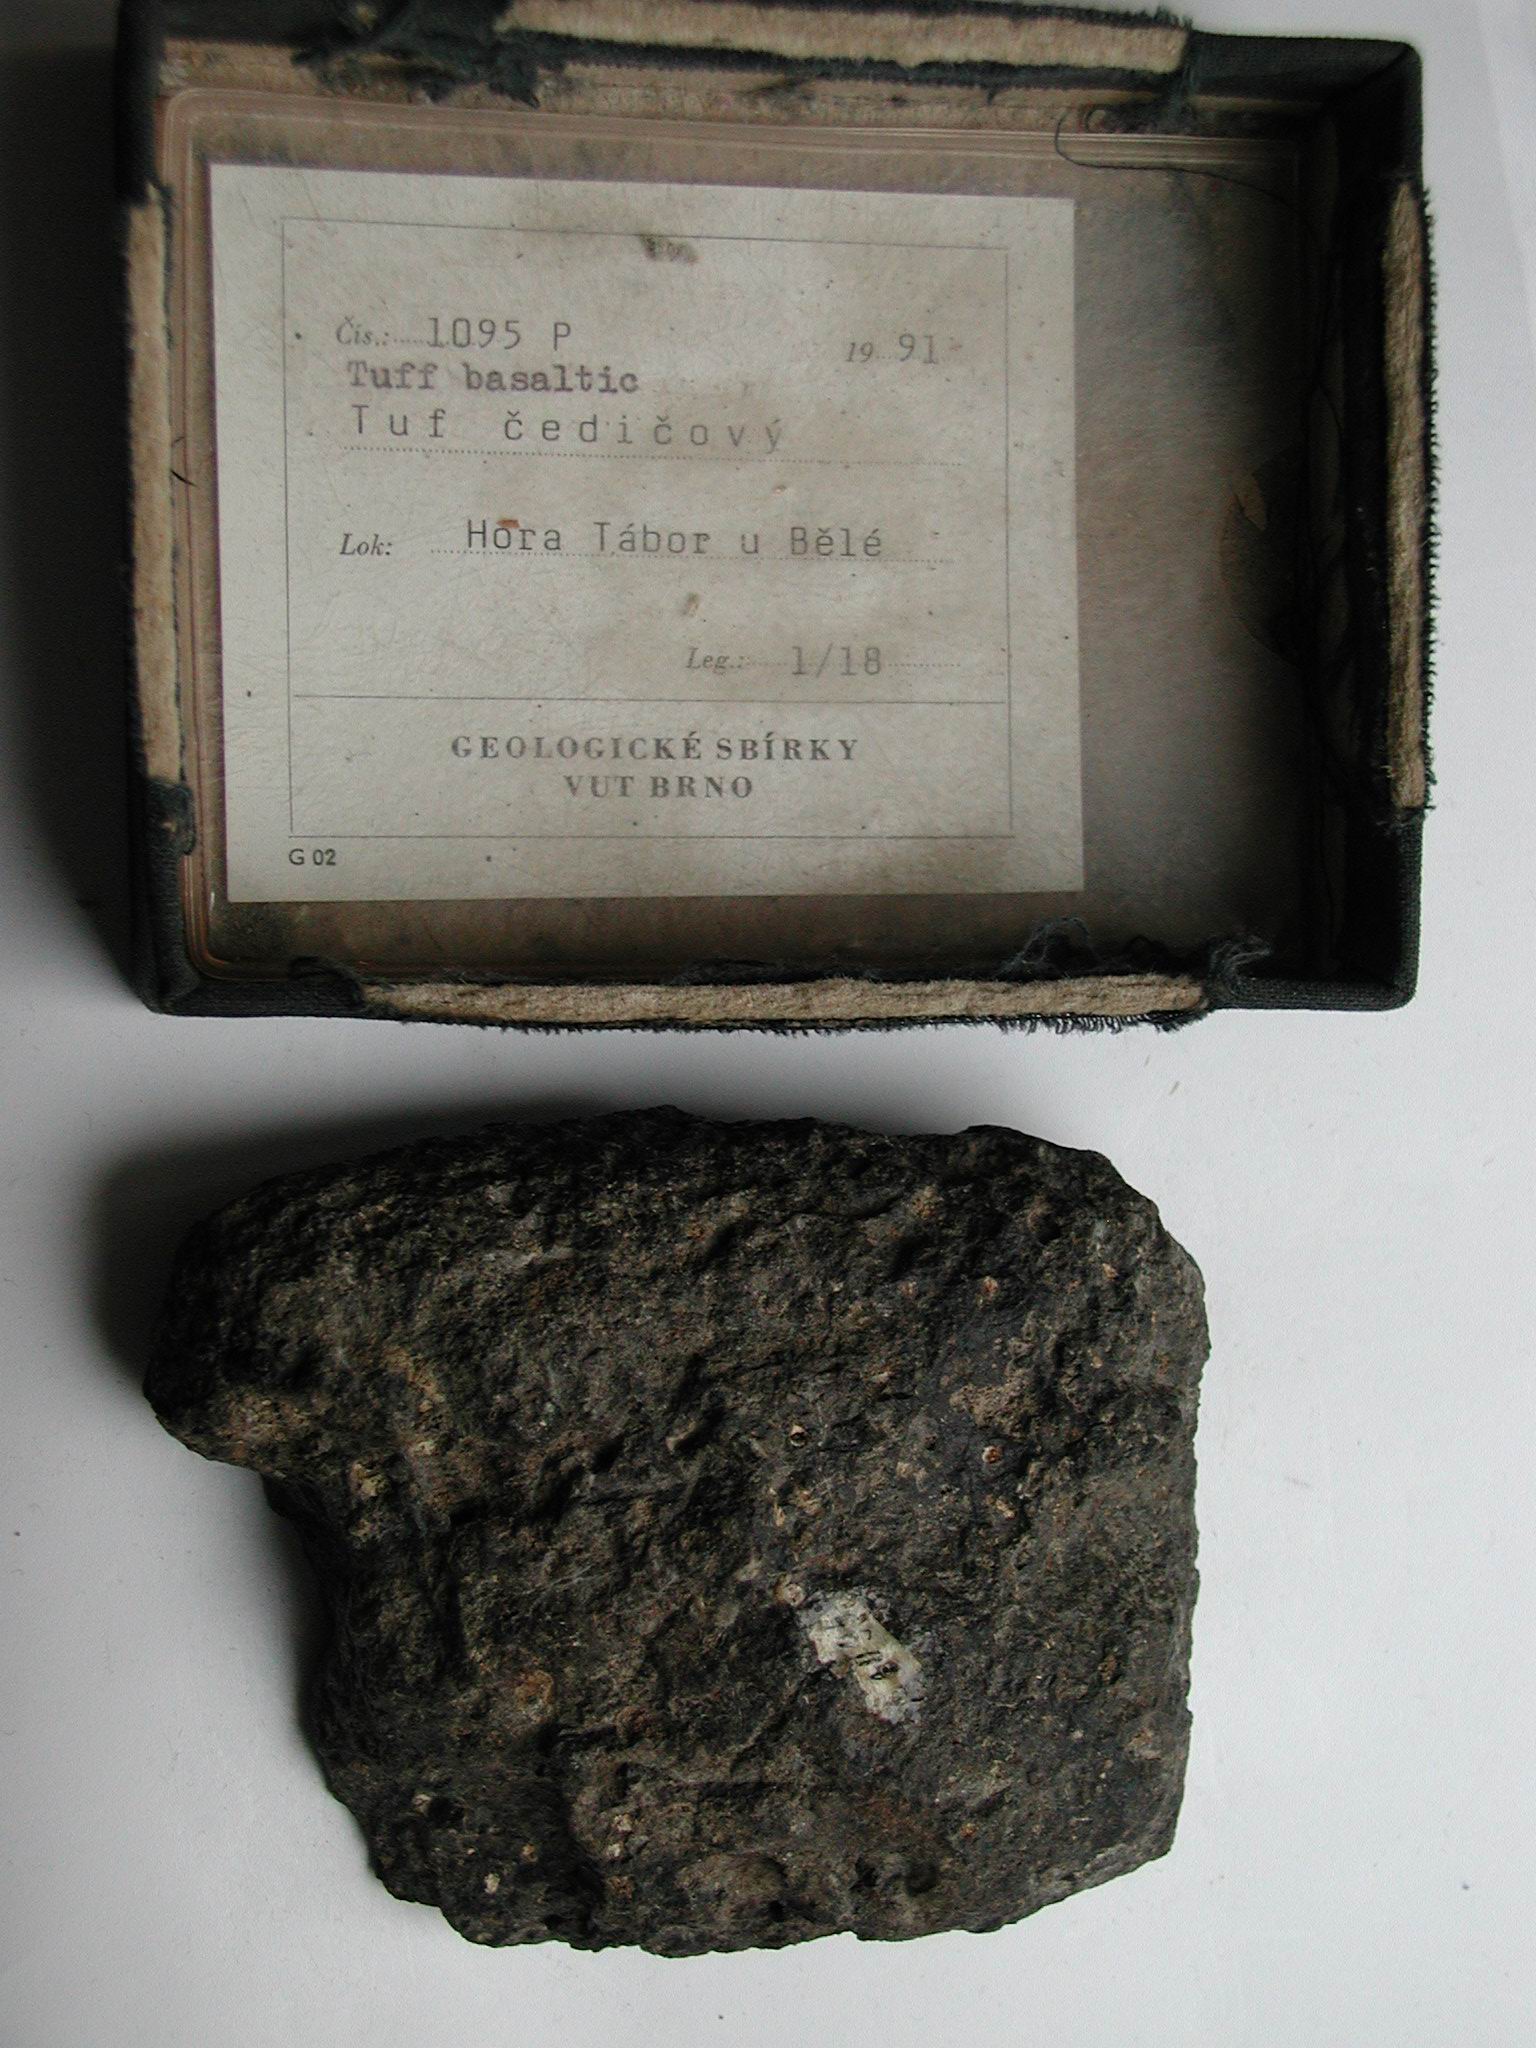 Čís.: 1095 P 19 91
Tuff basaltic
Tuf čedičový
Lok: Hora Tábor u Bělé
Leg.: 1/18
GEOLOGICKÉ SBÍRKY
VUT BRNO
G 02